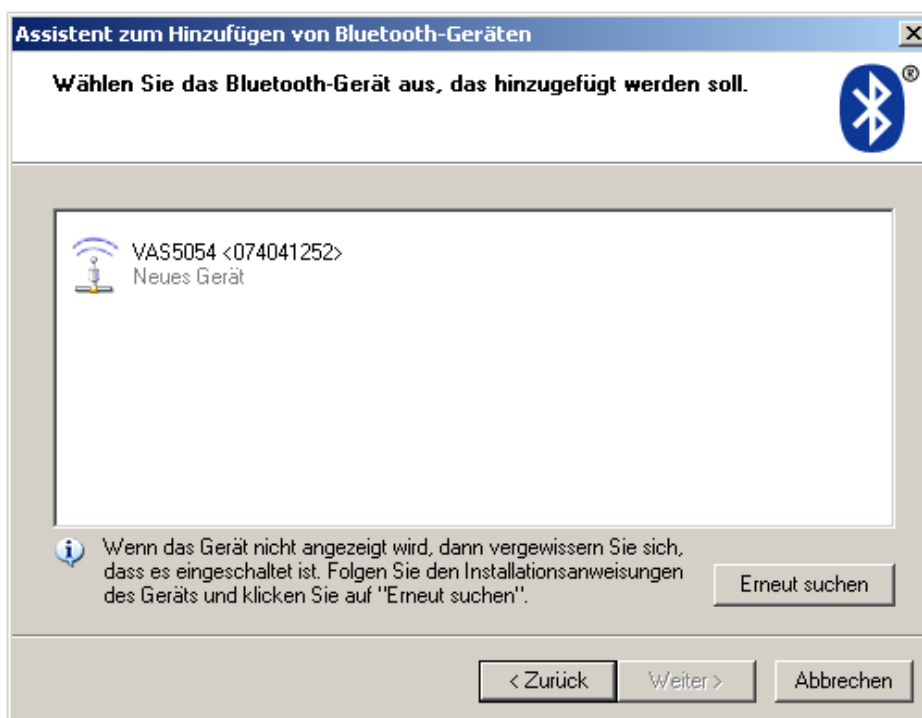 Assistent zum Hinzufügen von Bluetooth-Geräten
Wählen Sie das Bluetooth-Gerät aus, das hinzugefügt werden soll.
®
VAS5054 <074041252>
Neues Gerät
Wenn das Gerät nicht angezeigt wird, dann vergewissern Sie sich,
dass es eingeschaltet ist. Folgen Sie den Installationsanweisungen
des Geräts und klicken Sie auf "Erneut suchen".
Erneut suchen
< Zurück
Weiter >
Abbrechen